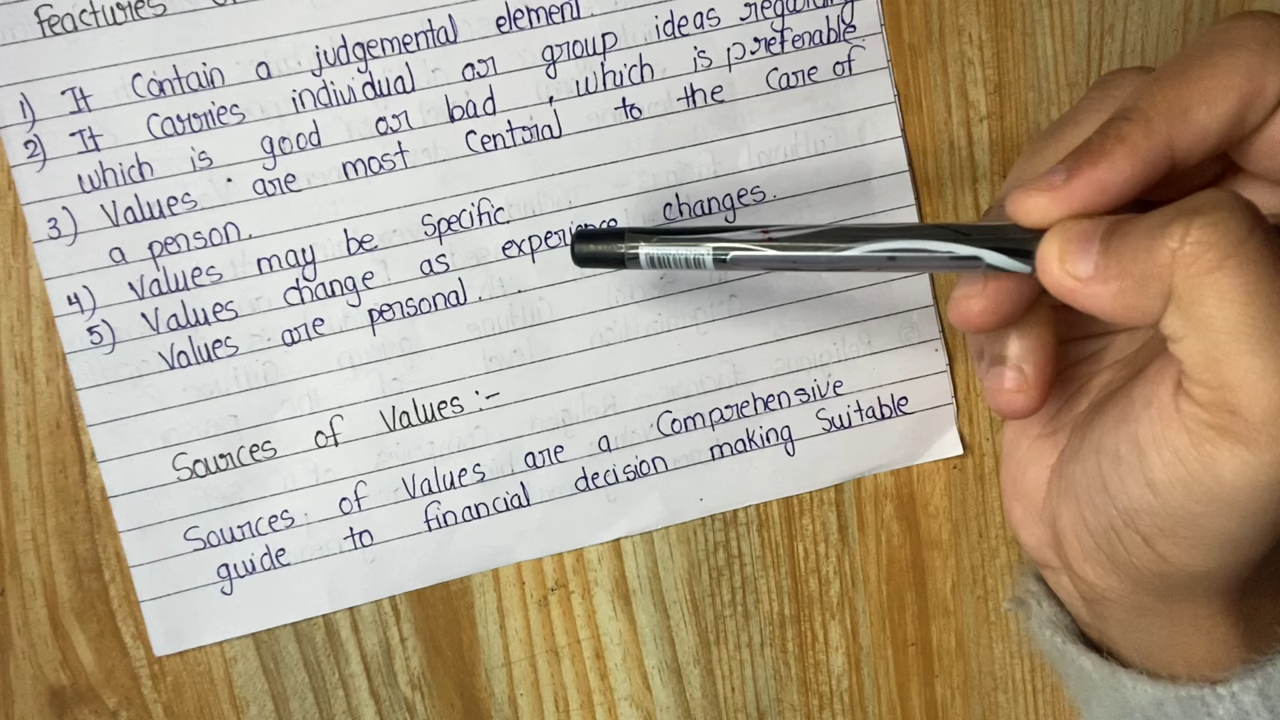 Feactures
1) It Contain a judgemental element.
2) It Carries individual or group ideas regarding
which is good or bad, which is preferable.
3) Values are most Central to the Care of
a person.
4) Values may be Specific
5) Values change as experience changes.
Values are personal.
Sources of Values :-
Sources of Values are a Comprehensive
guide to financial decision making Suitable